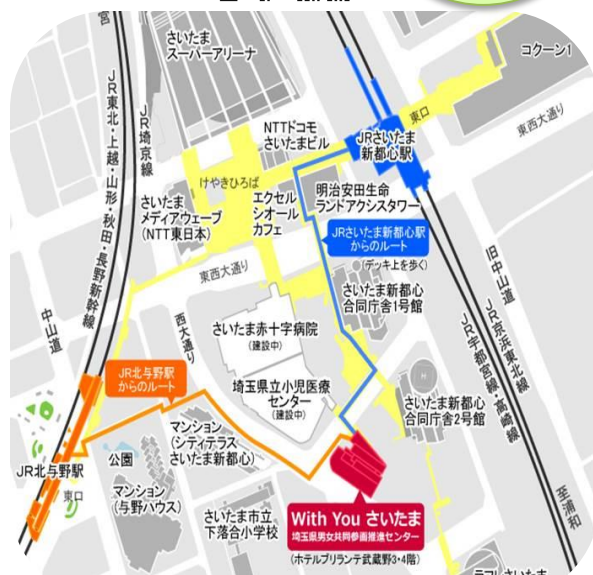 宮
さいたま
スーパーアリーナ
コクーン1
JR埼京線
JR東北・上越・山形・秋田・長野新幹線
NTTドコモ
さいたまビル
東口
JRさいたま
新都心駅
東西大通り
けやきひろば
さいたま
メディアウェーブ
(NTT東日本)
エクセル
シオール
カフェ
明治安田生命
ランドアクシスタワー
JRさいたま新都心駅
からのルート
(デッキ上を歩く)
旧中山道
JR京浜東北線
JR宇都宮線・高崎線
東西大通り
さいたま新都心
合同庁舎1号館
中山道
西大通り
さいたま赤十字病院
(建設中)
JR北与野駅
からのルート
埼玉県立小児医療
センター
(建設中)
さいたま新都心
合同庁舎2号館
マンション
(シティテラス
さいたま新都心)
公園
JR北与野駅
東口
マンション
(与野ハウス)
さいたま市立
下落合小学校
With You さいたま
埼玉県男女共同参画推進センター
(ホテルブリランテ武蔵野3・4階)
至浦和